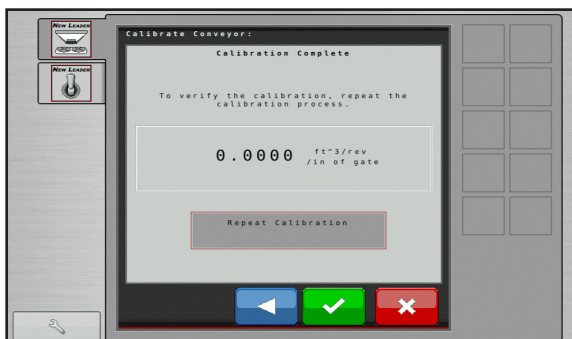 New Leader
New Leader
Calibrate Conveyor:
Calibration Complete
To verify the calibration, repeat the
calibration process.
0.0000 ft^3/rev
/in of gate
Repeat Calibration